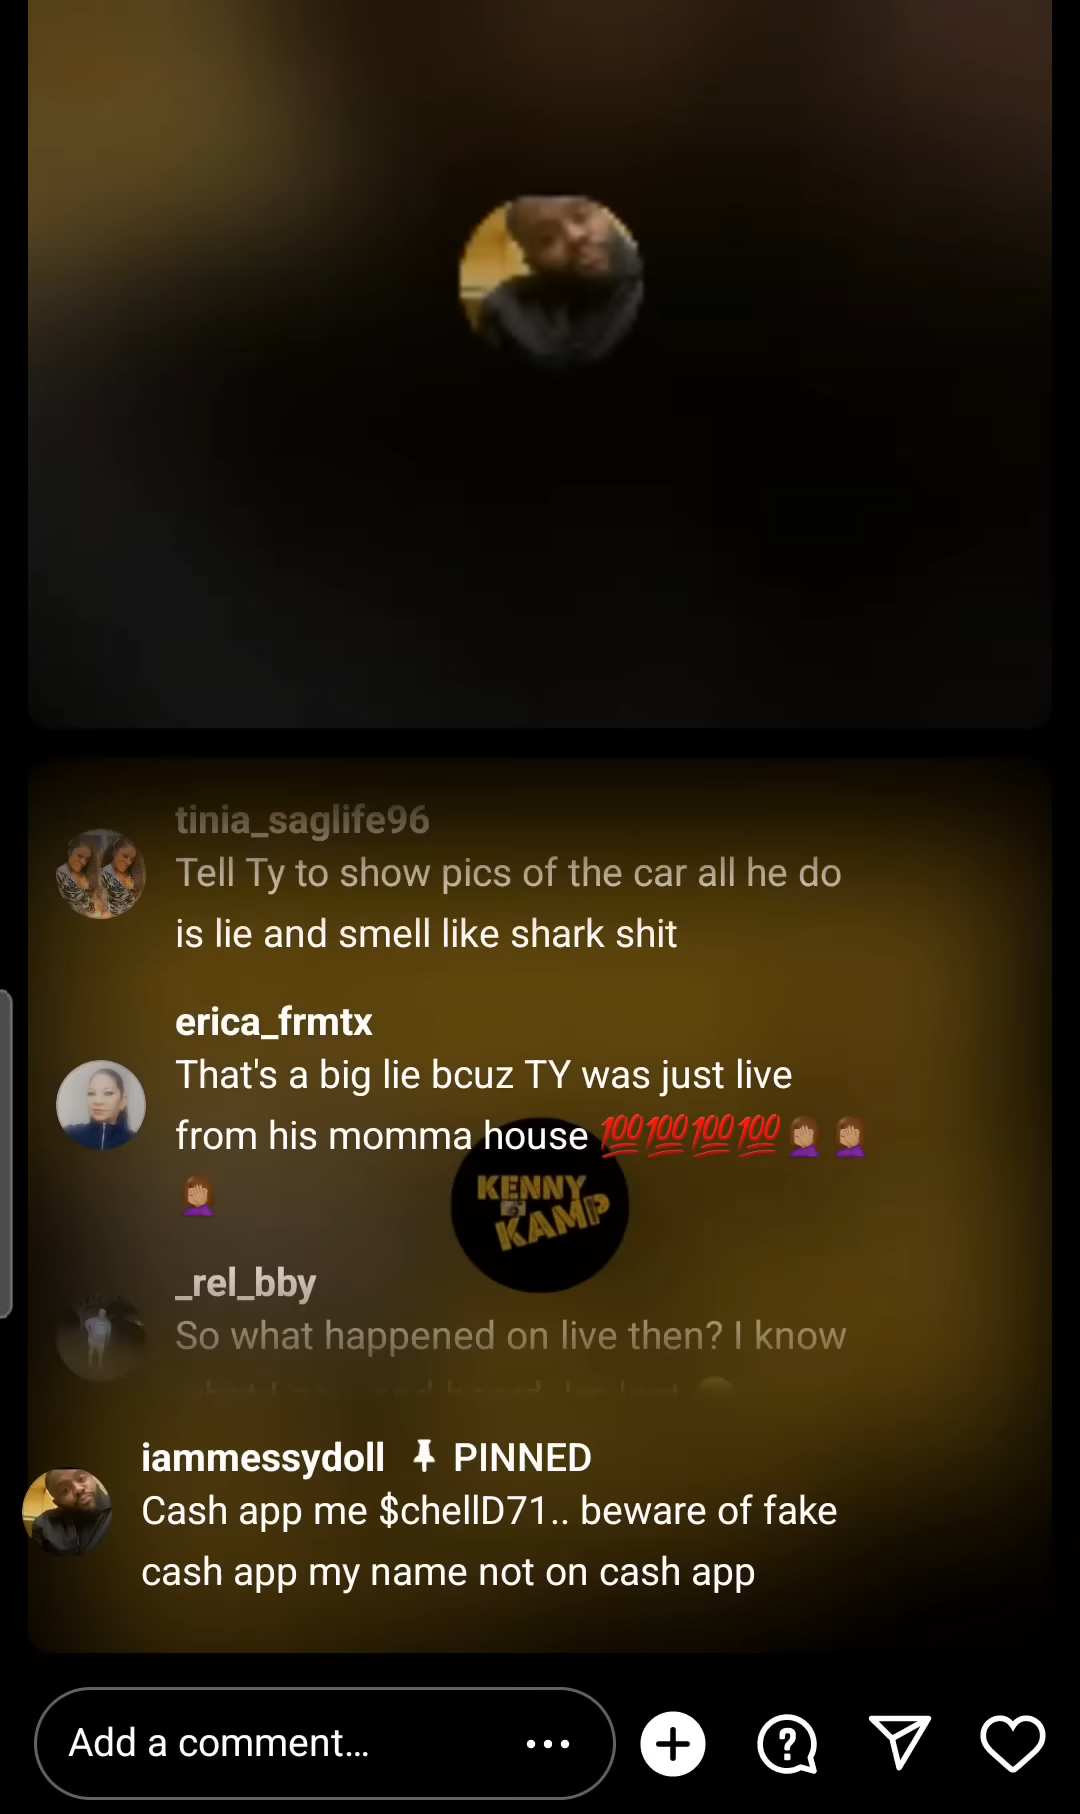 tinia_saglife96
Tell Ty to show pics of the car all he do
is lie and smell like shark shit
erica_frmtx
That's a big lie bcuz TY was just live
from his momma house 💯💯💯💯🤦🏽‍♀️🤦🏽‍♀️
🤦🏽‍♀️
KENNY
KAMP
_rel_bby
So what happened on live then? I know
iammessydoll 📌 PINNED
Cash app me $chellD71.. beware of fake
cash app my name not on cash app
Add a comment...